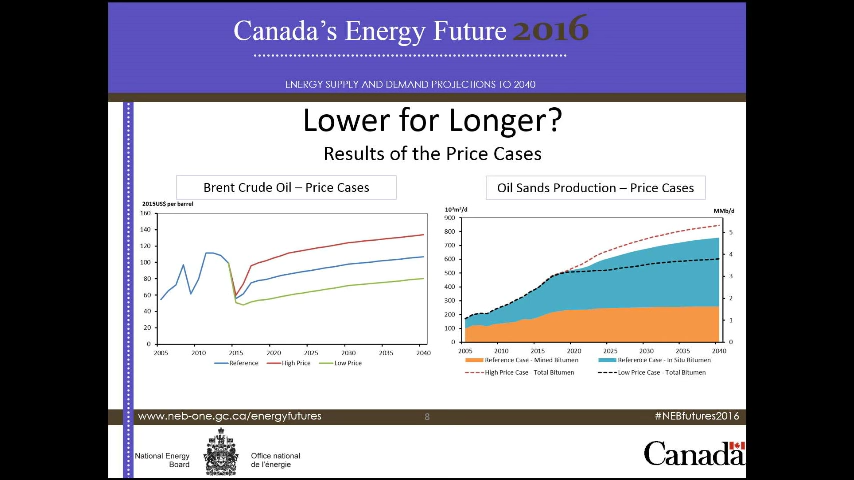 Canada's Energy Future 2016
ENERGY SUPPLY AND DEMAND PROJECTIONS TO 2040
Lower for Longer?
Results of the Price Cases
Brent Crude Oil – Price Cases
2015US$ per barrel
160
140
120
100
80
60
40
20
0
2005 2010 2015 2020 2025 2030 2035 2040
Reference High Price Low Price
Oil Sands Production – Price Cases
10³m³/d MMb/d
900
800
700
600
500
400
300
200
100
0
5
4
3
2
1
0
2005 2010 2015 2020 2025 2030 2035 2040
Reference Case - Mined Bitumen Reference Case - In Situ Bitumen
High Price Case - Total Bitumen Low Price Case - Total Bitumen
www.neb-one.gc.ca/energyfutures 8 #NEBfutures2016
National Energy Board
Office national de l'énergie
Canada